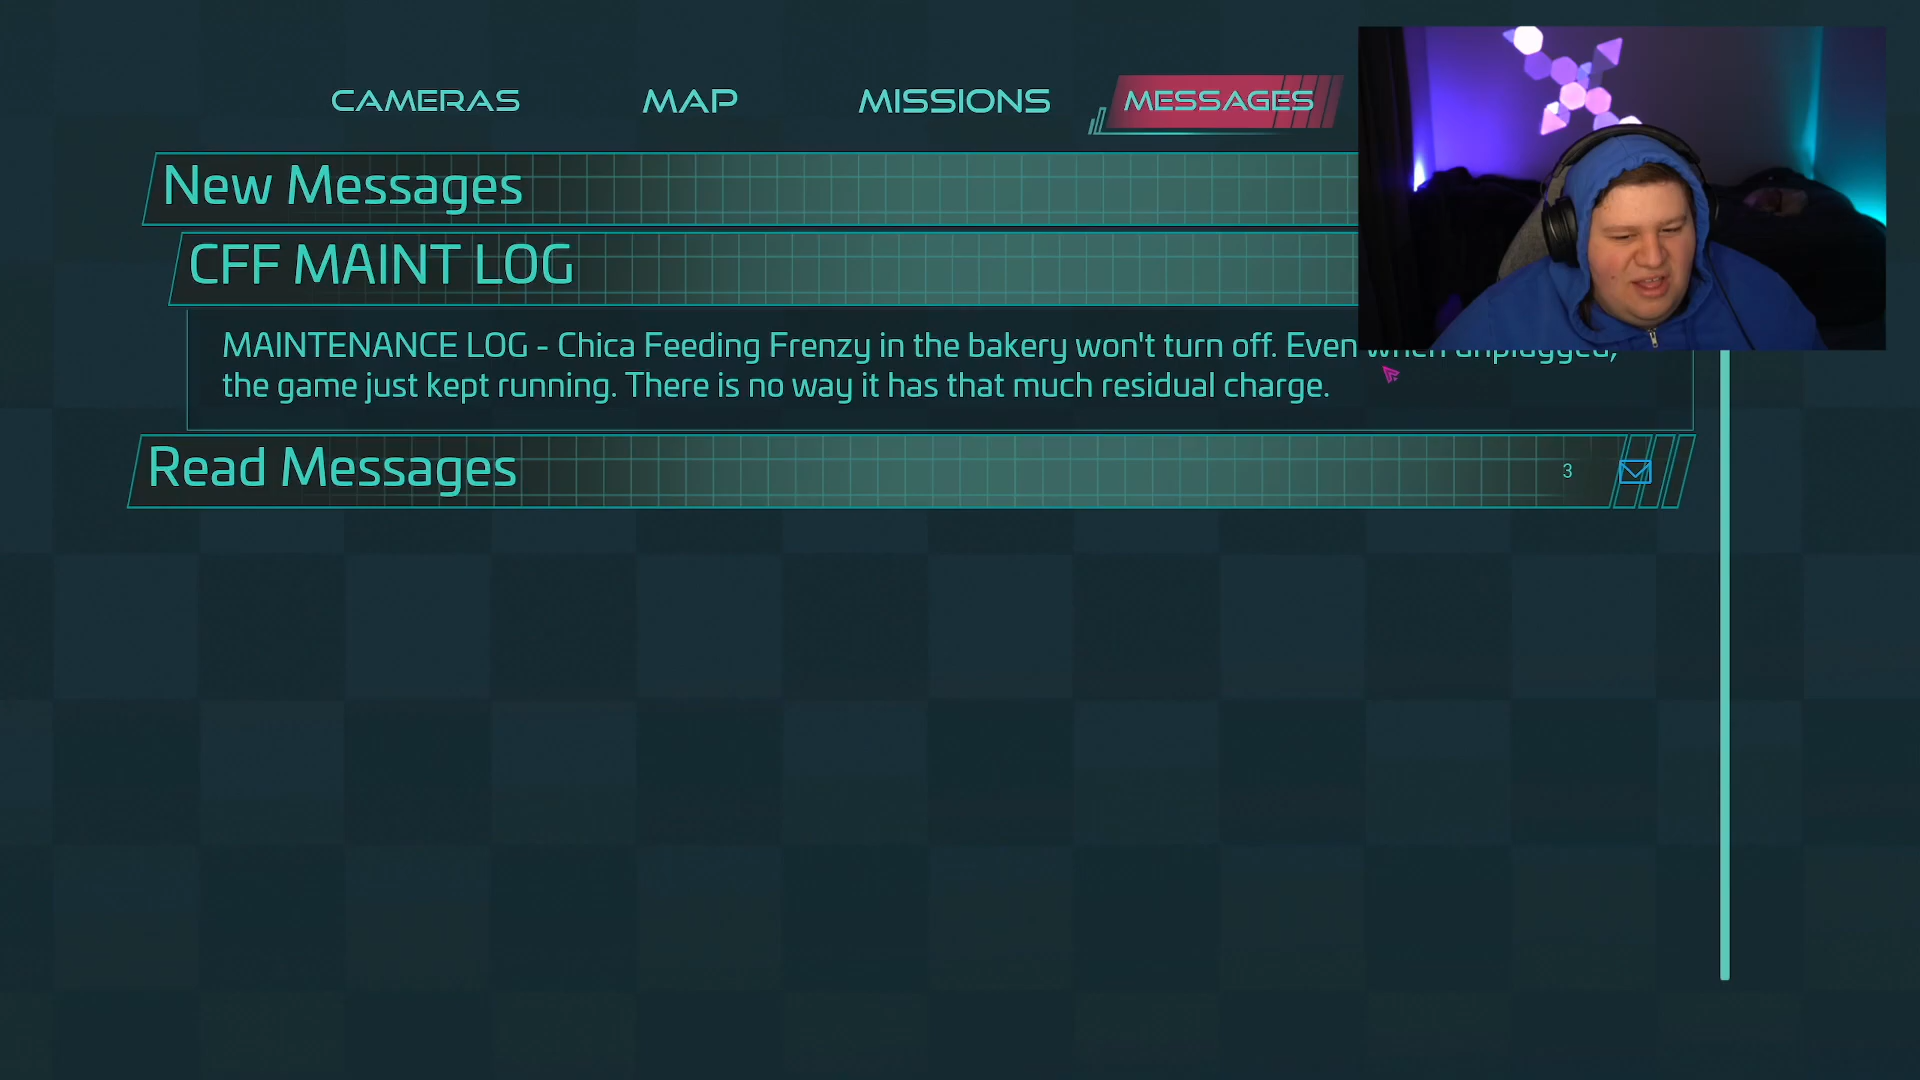 CAMERAS MAP MISSIONS MESSAGES
New Messages
CFF MAINT LOG
MAINTENANCE LOG - Chica Feeding Frenzy in the bakery won't turn off. Even when unplugged,
the game just kept running. There is no way it has that much residual charge.
Read Messages 3